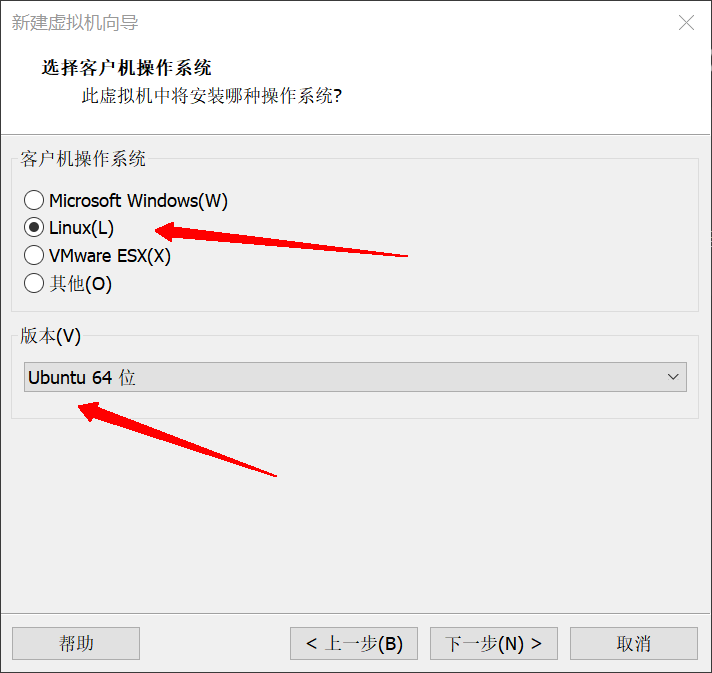 新建虚拟机向导
选择客户机操作系统
此虚拟机中将安装哪种操作系统?
客户机操作系统
Microsoft Windows(W)
Linux(L)
VMware ESX(X)
其他(O)
版本(V)
Ubuntu 64 位
帮助
< 上一步(B)
下一步(N) >
取消